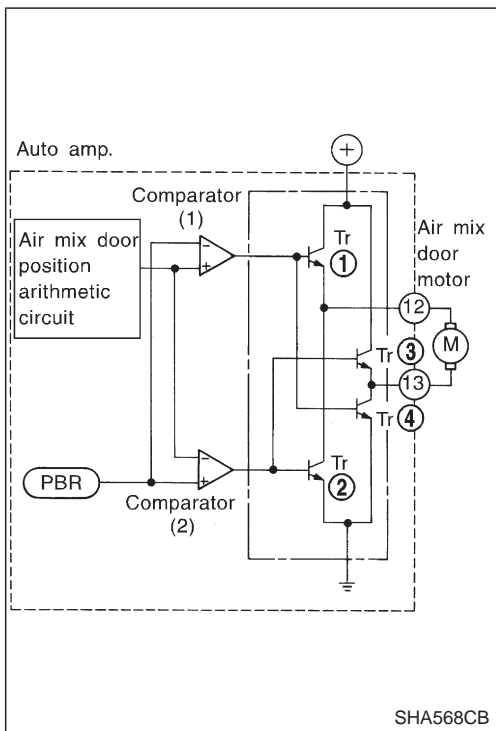 Auto amp.
+
Comparator
(1)
Air mix door
position
arithmetic
circuit
−
+
Tr
1
Air mix
door
motor
12
M
Tr 3
13
Tr 4
−
+
Tr
2
PBR
Comparator
(2)
SHA568CB